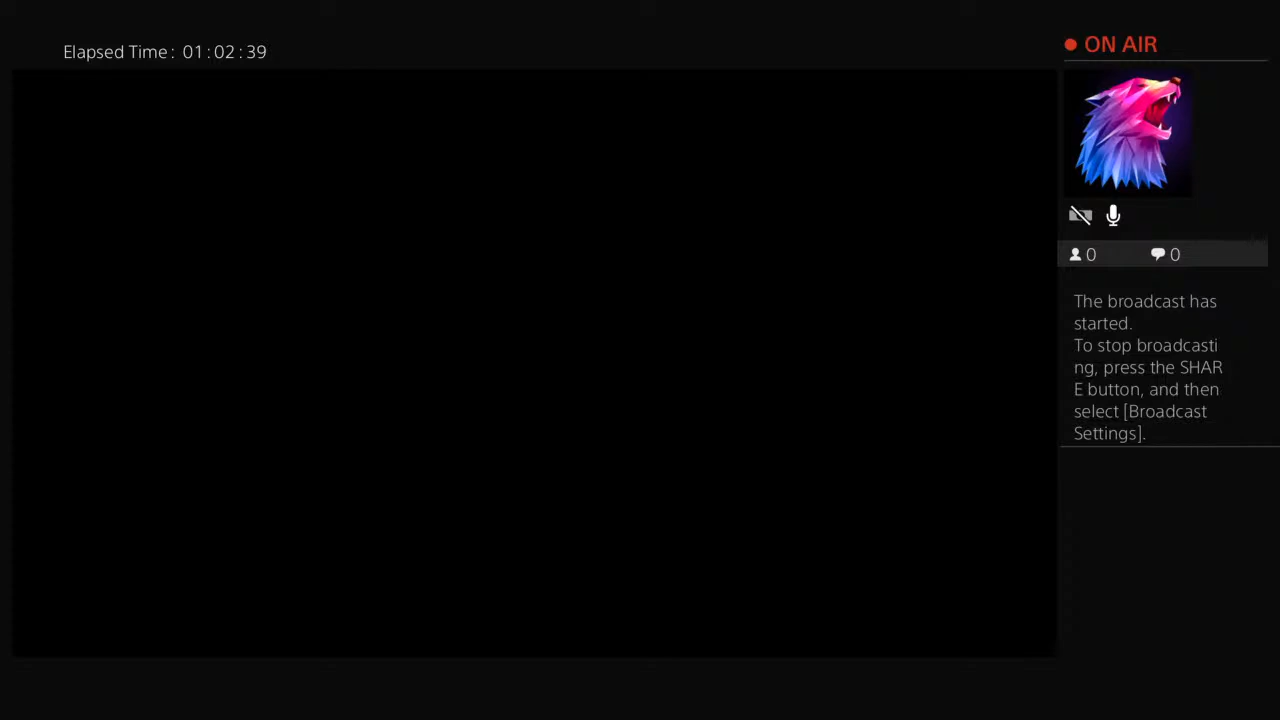 Elapsed Time: 01:02:39
ON AIR
0 0
The broadcast has
started.
To stop broadcasti
ng, press the SHAR
E button, and then
select [Broadcast
Settings].